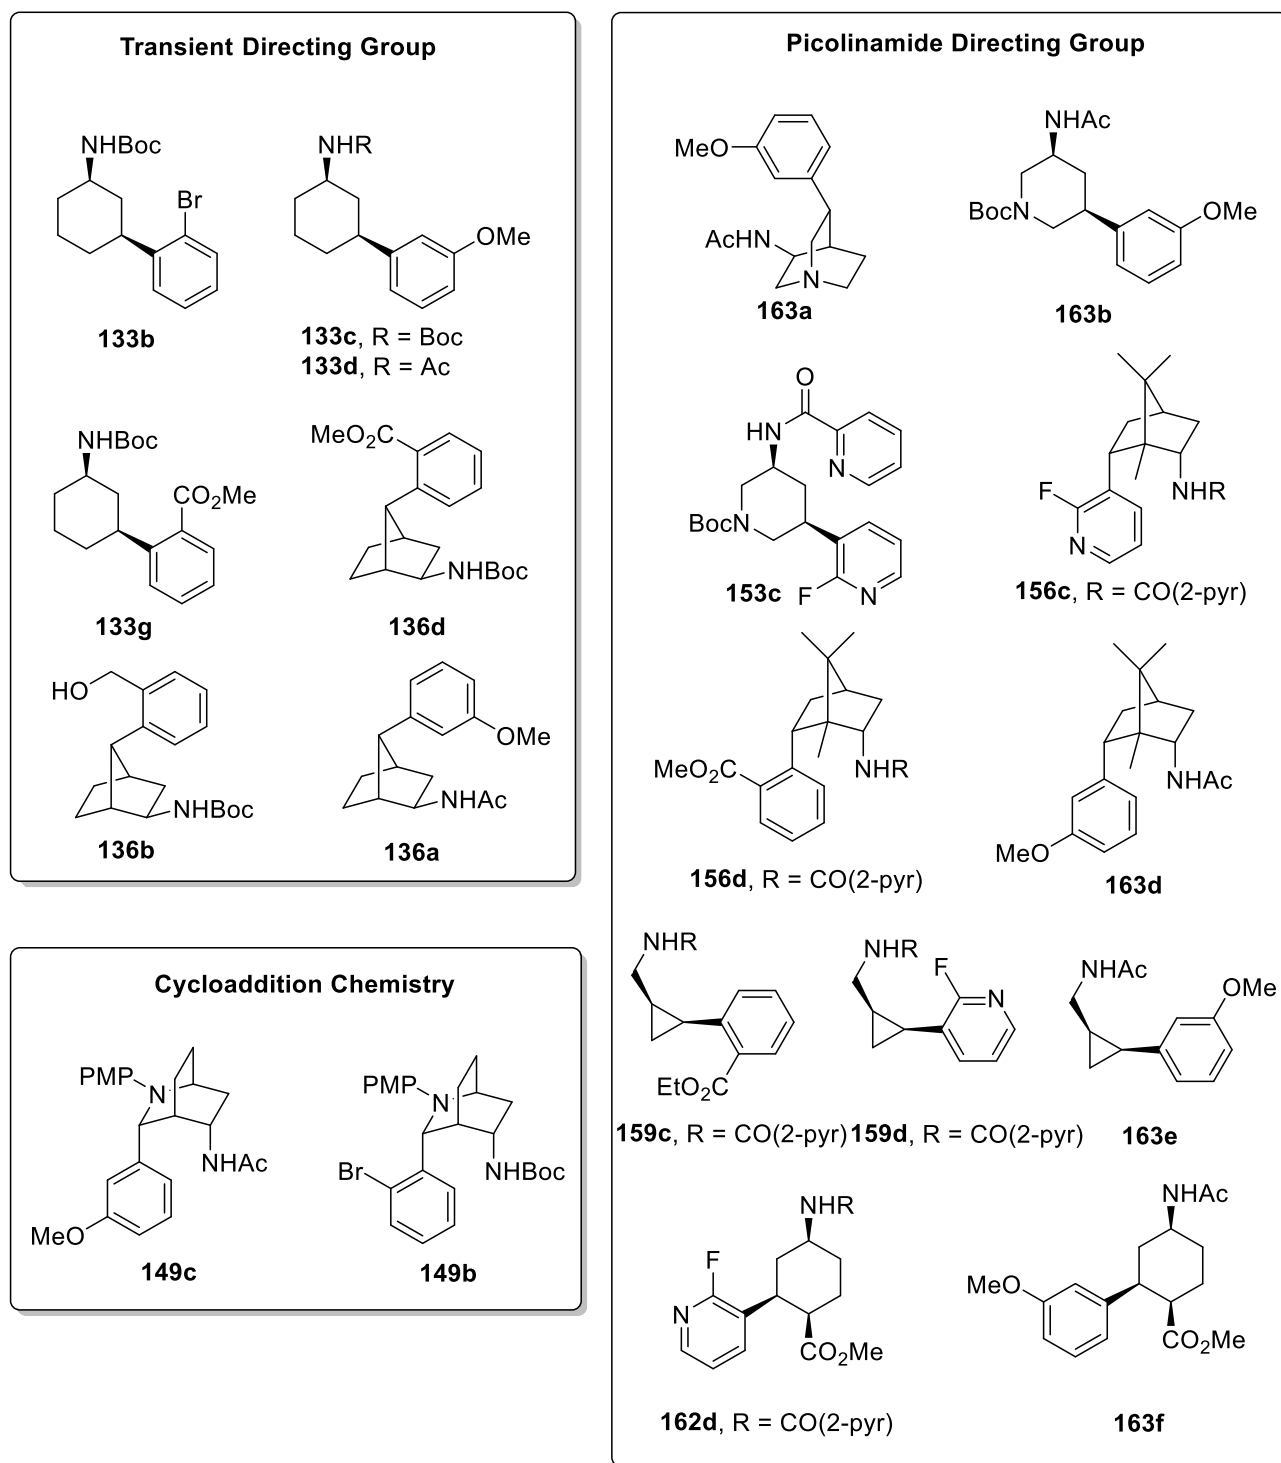 Transient Directing Group
NHBoc
Br
133b
NHR
OMe
133c, R = Boc
133d, R = Ac
NHBoc
CO2Me
133g
MeO2C
NHBoc
136d
HO
NHBoc
136b
OMe
NHAc
136a
Cycloaddition Chemistry
PMP
N
NHAc
MeO
149c
PMP
N
Br
NHBoc
149b
Picolinamide Directing Group
MeO
AcHN
N
163a
NHAc
BocN
OMe
163b
O
HN
N
BocN
F
N
153c
F
N
NHR
156c, R = CO(2-pyr)
MeO2C
NHR
156d, R = CO(2-pyr)
NHAc
MeO
163d
NHR
EtO2C
159c, R = CO(2-pyr)
NHR
F
N
159d, R = CO(2-pyr)
NHAc
OMe
163e
NHR
F
N
CO2Me
162d, R = CO(2-pyr)
NHAc
MeO
CO2Me
163f